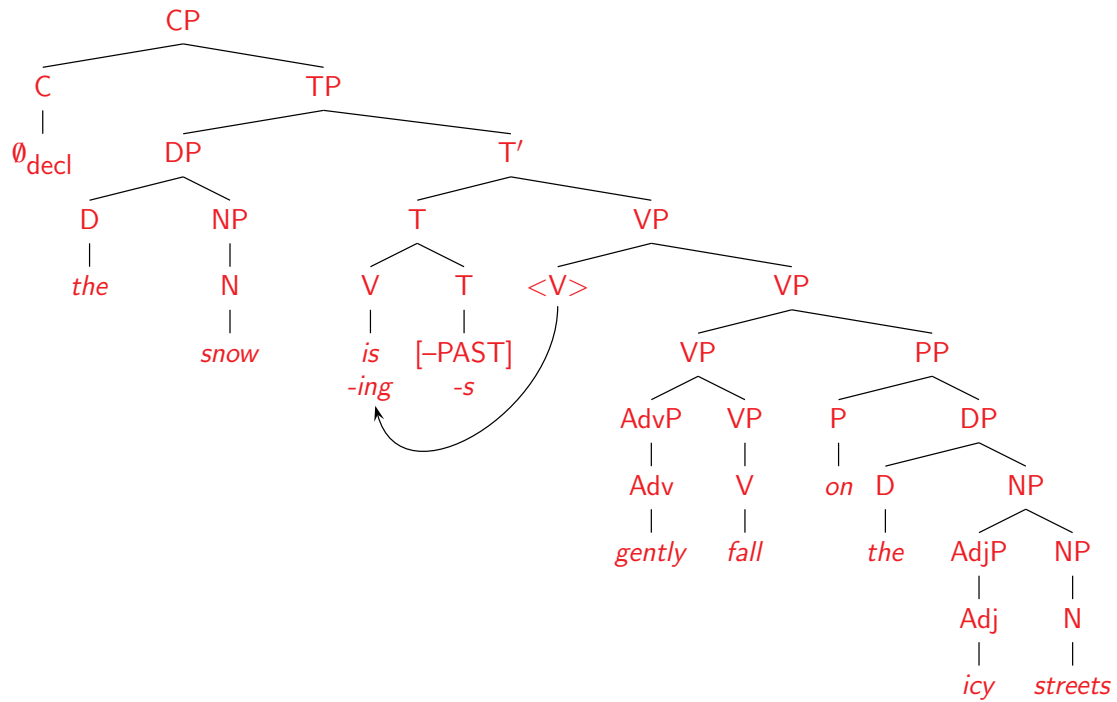 CP
C TP
∅decl DP T′
D NP T VP
the N V T <V> VP
snow is [–PAST] VP PP
-ing -s
AdvP VP P DP
Adv V on D NP
gently fall the AdjP NP
Adj N
icy streets